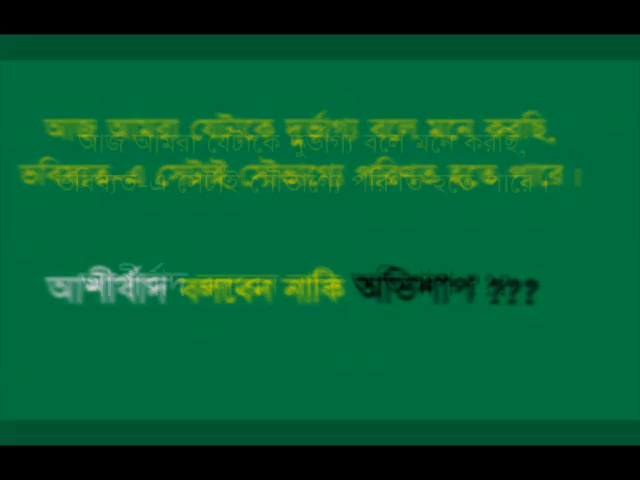 আজ আমরা যেটাকে দুর্ভাগ্য বলে মনে করছি,
ভবিষ্যত-এ সেটাই সৌভাগ্যে পরিণত হতে পারে ।
আশীর্বাদ বলবেন নাকি অভিশাপ ???